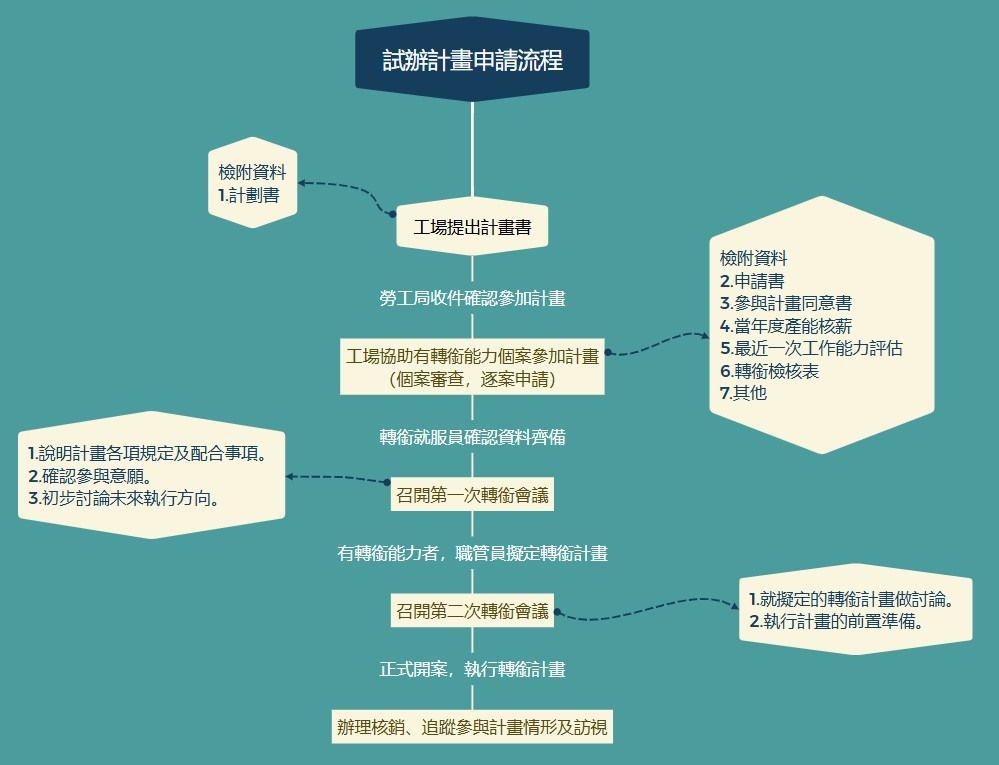 試辦計畫申請流程
檢附資料
1.計劃書
工場提出計畫書
勞工局收件確認參加計畫
工場協助有轉銜能力個案參加計畫
（個案審查，逐案申請）
檢附資料
2.申請書
3.參與計畫同意書
4.當年度產能核薪
5.最近一次工作能力評估
6.轉銜檢核表
7.其他
轉銜就服員確認資料齊備
召開第一次轉銜會議
1.說明計畫各項規定及配合事項。
2.確認參與意願。
3.初步討論未來執行方向。
有轉銜能力者，職管員擬定轉銜計畫
召開第二次轉銜會議
1.就擬定的轉銜計畫做討論。
2.執行計畫的前置準備。
正式開案，執行轉銜計畫
辦理核銷、追蹤參與計畫情形及訪視